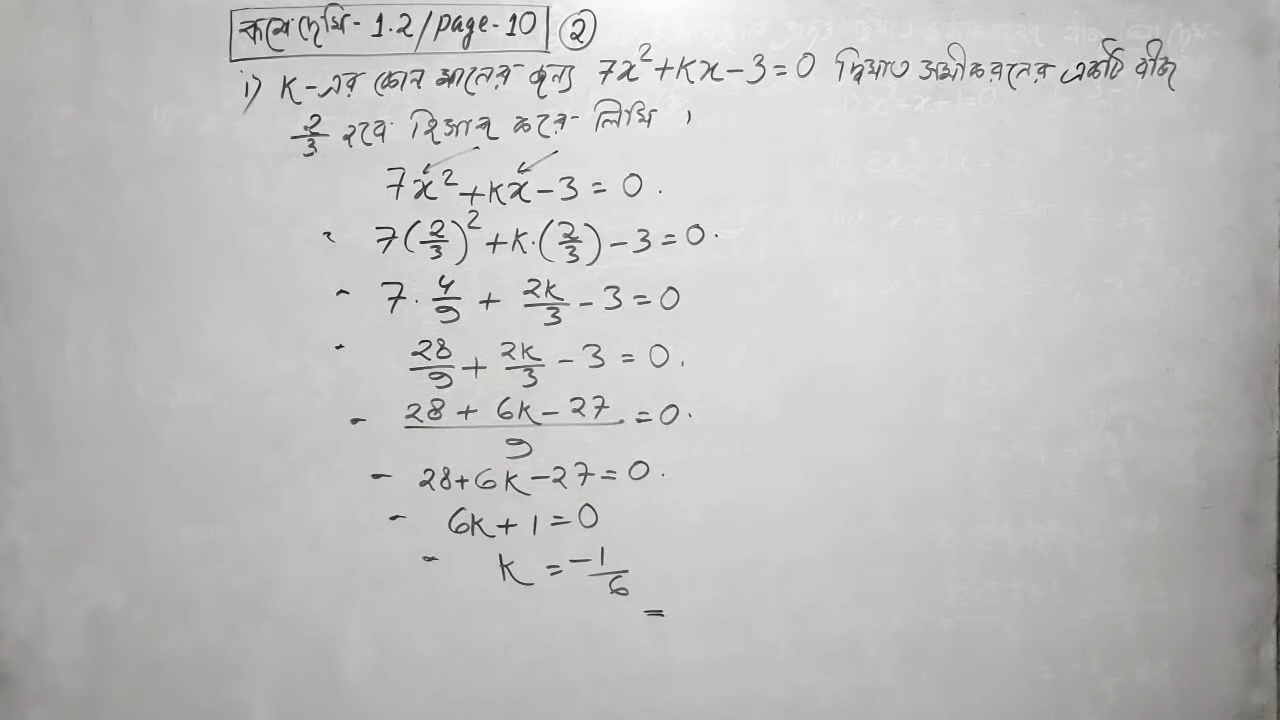 কষে দেখি - 1.2 / page - 10 ②
i) K-এর কোন মানের জন্য 7x² + Kx - 3 = 0 দ্বিঘাত সমীকরণের একটি বীজ
2/3 হবে হিসাব করে লিখি ।
7x² + Kx - 3 = 0 .
7(2/3)² + K·(2/3) - 3 = 0 .
- 7 · 4/9 + 2K/3 - 3 = 0
28/9 + 2K/3 - 3 = 0 .
- (28 + 6K - 27)/9 = 0 .
- 28 + 6K - 27 = 0 .
- 6K + 1 = 0
- K = -1/6
=